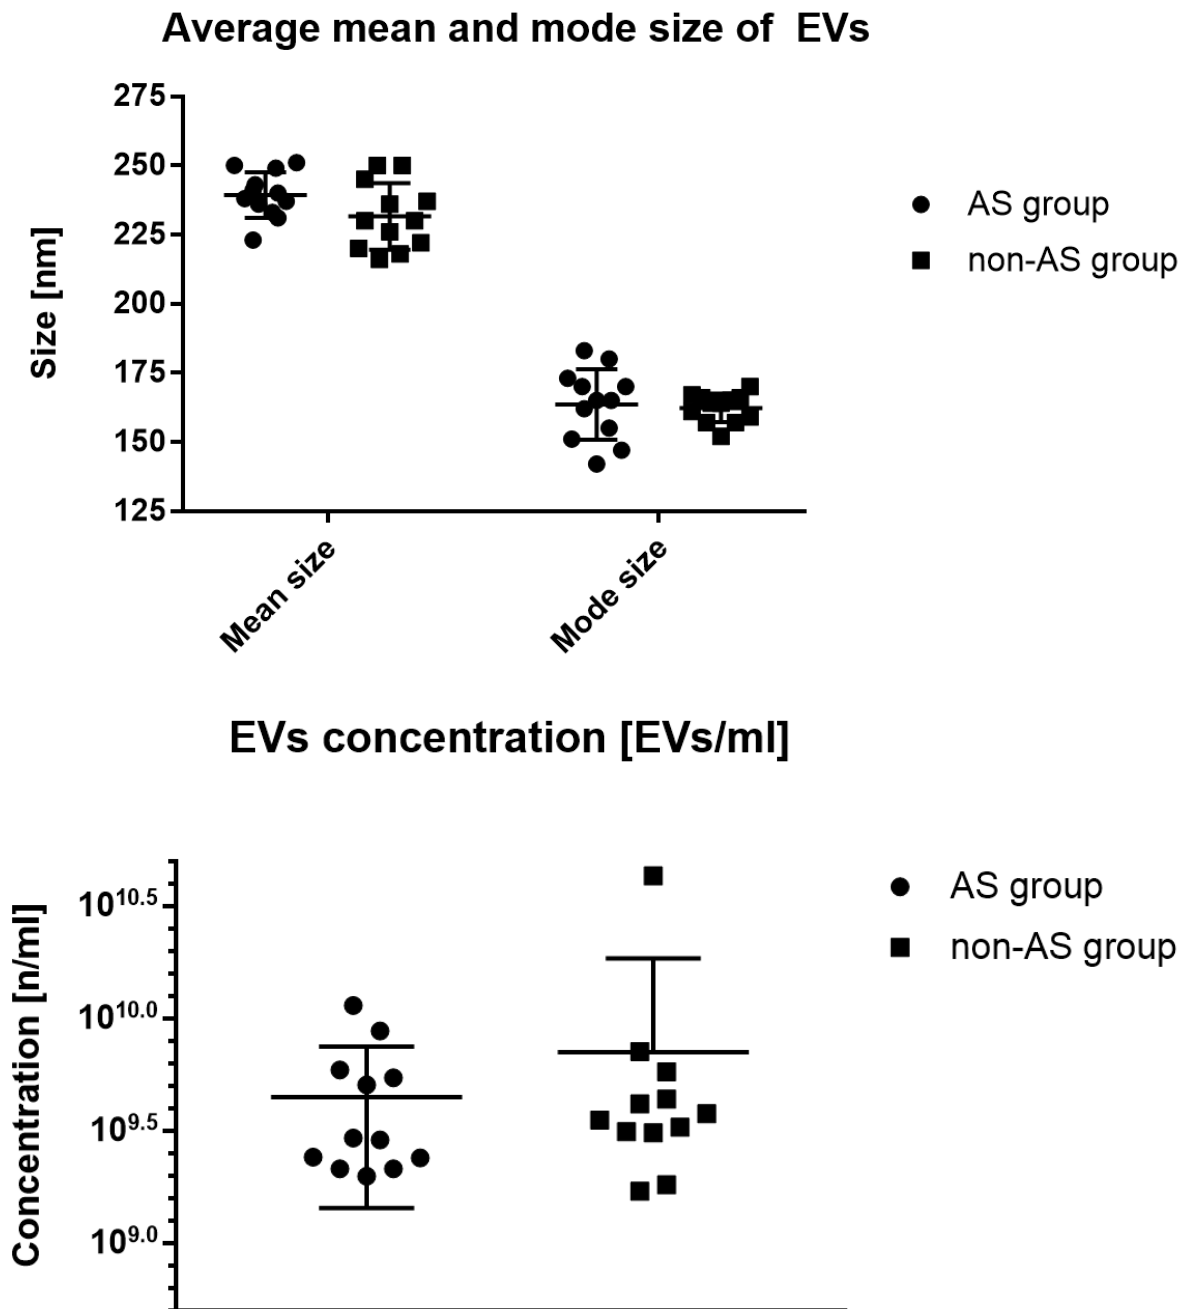 Average mean and mode size of EVs
275
250
225
200
175
150
125
Size [nm]
Mean size
Mode size
AS group
non-AS group
EVs concentration [EVs/ml]
10^10.5
10^10.0
10^9.5
10^9.0
Concentration [n/ml]
AS group
non-AS group